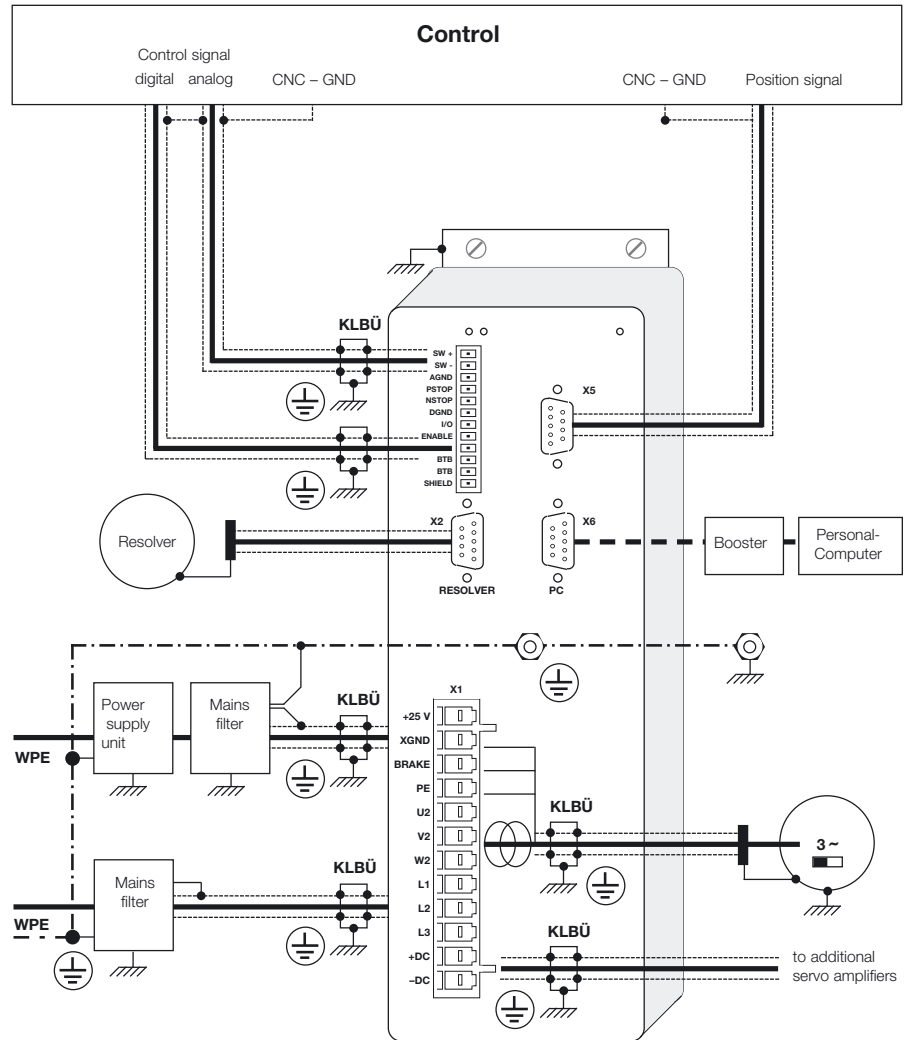 Control
Control signal
digital analog
CNC – GND
CNC – GND
Position signal
KLBÜ
SW +
SW -
AGND
PSTOP
NSTOP
DGND
I/O
ENABLE
BTB
BTB
SHIELD
X5
Resolver
X2
RESOLVER
X6
PC
Booster
Personal-
Computer
Power
supply
unit
Mains
filter
KLBÜ
WPE
X1
+25 V
XGND
BRAKE
PE
U2
V2
W2
L1
L2
L3
+DC
–DC
KLBÜ
3 ~
Mains
filter
KLBÜ
WPE
KLBÜ
to additional
servo amplifiers